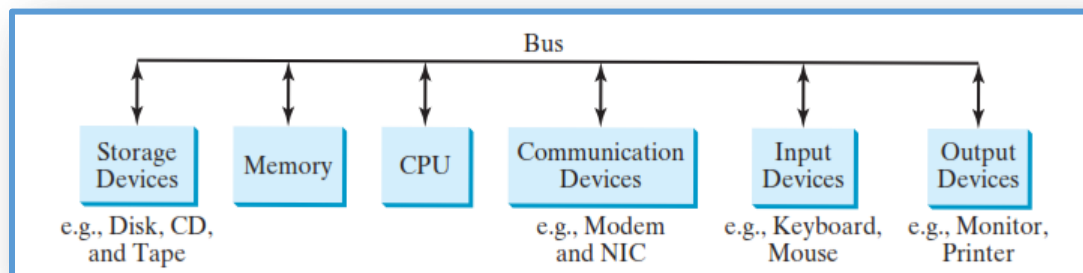 Bus
Storage
Devices
Memory
CPU
Communication
Devices
Input
Devices
Output
Devices
e.g., Disk, CD,
and Tape
e.g., Modem
and NIC
e.g., Keyboard,
Mouse
e.g., Monitor,
Printer